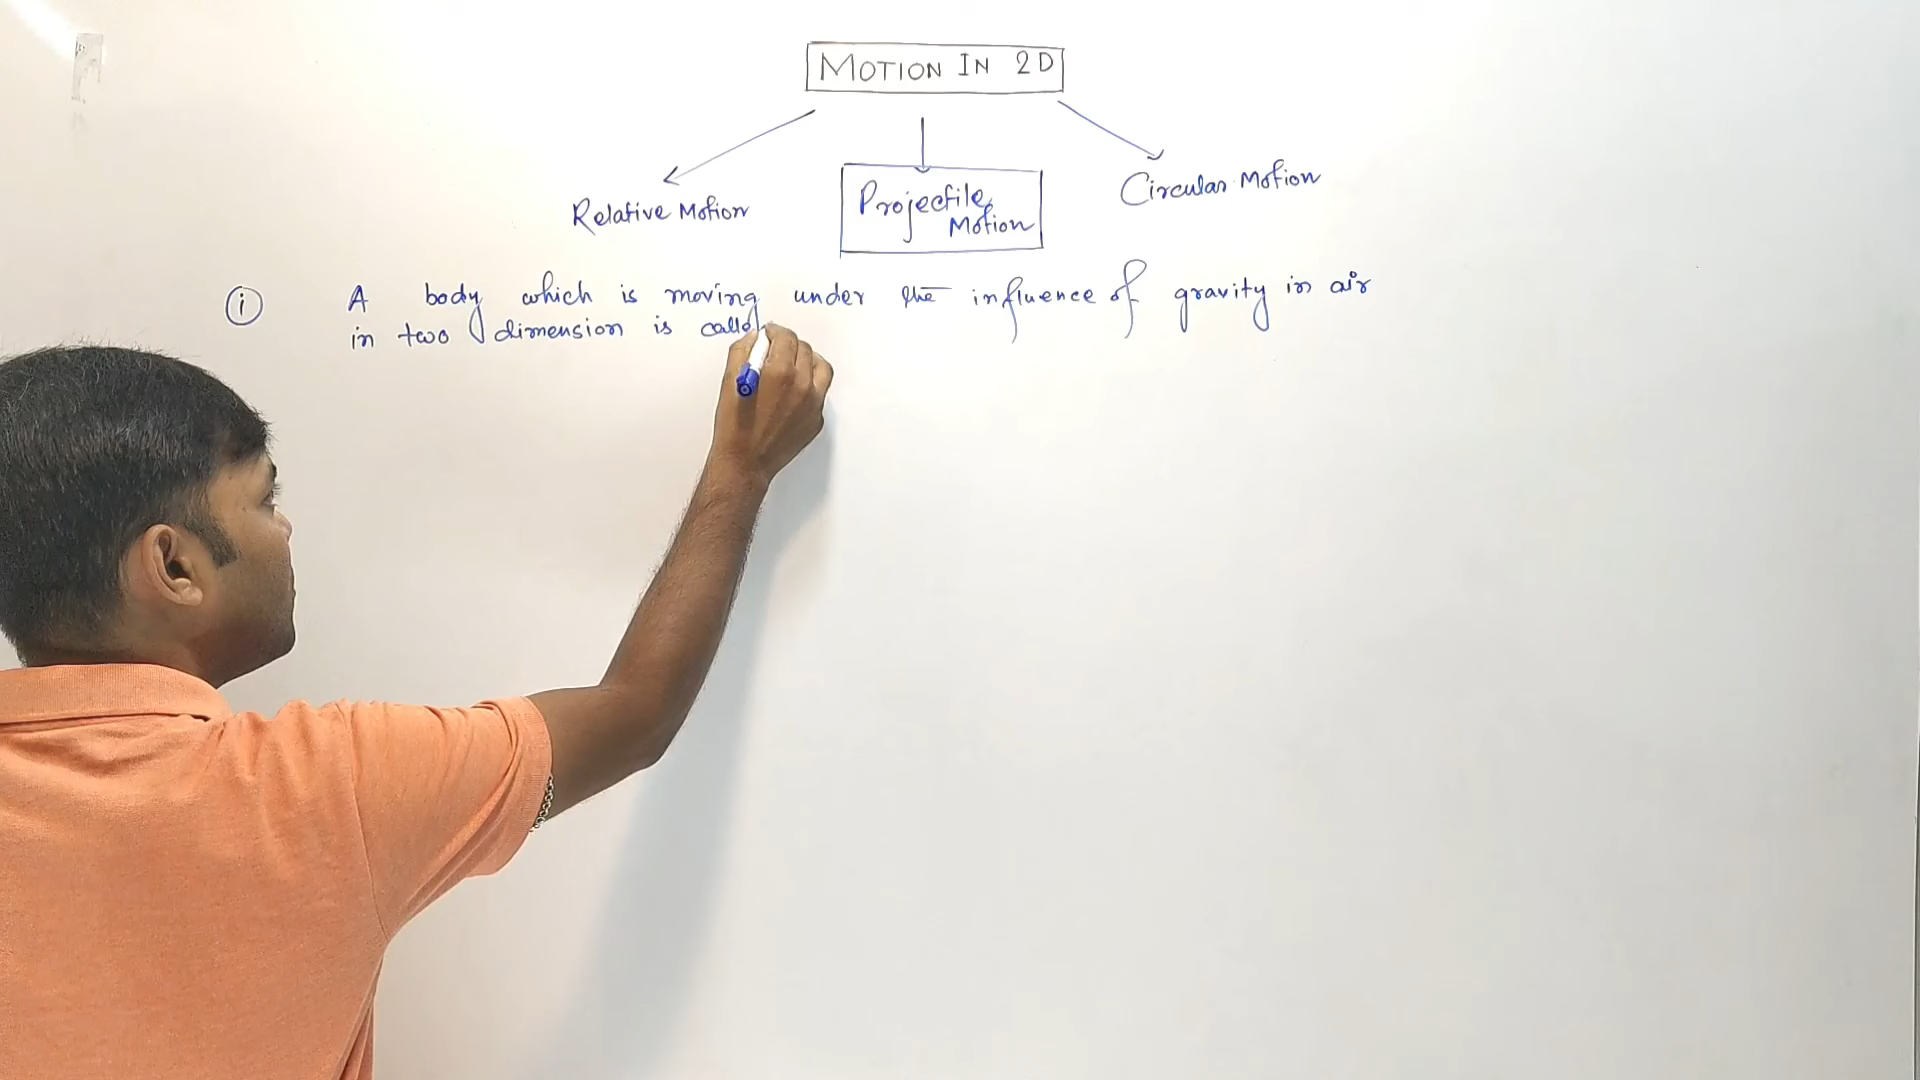 MOTION IN 2D
Relative Motion
Projectile
Motion
Circular Motion
i A body which is moving under the influence of gravity in air
in two dimension is called